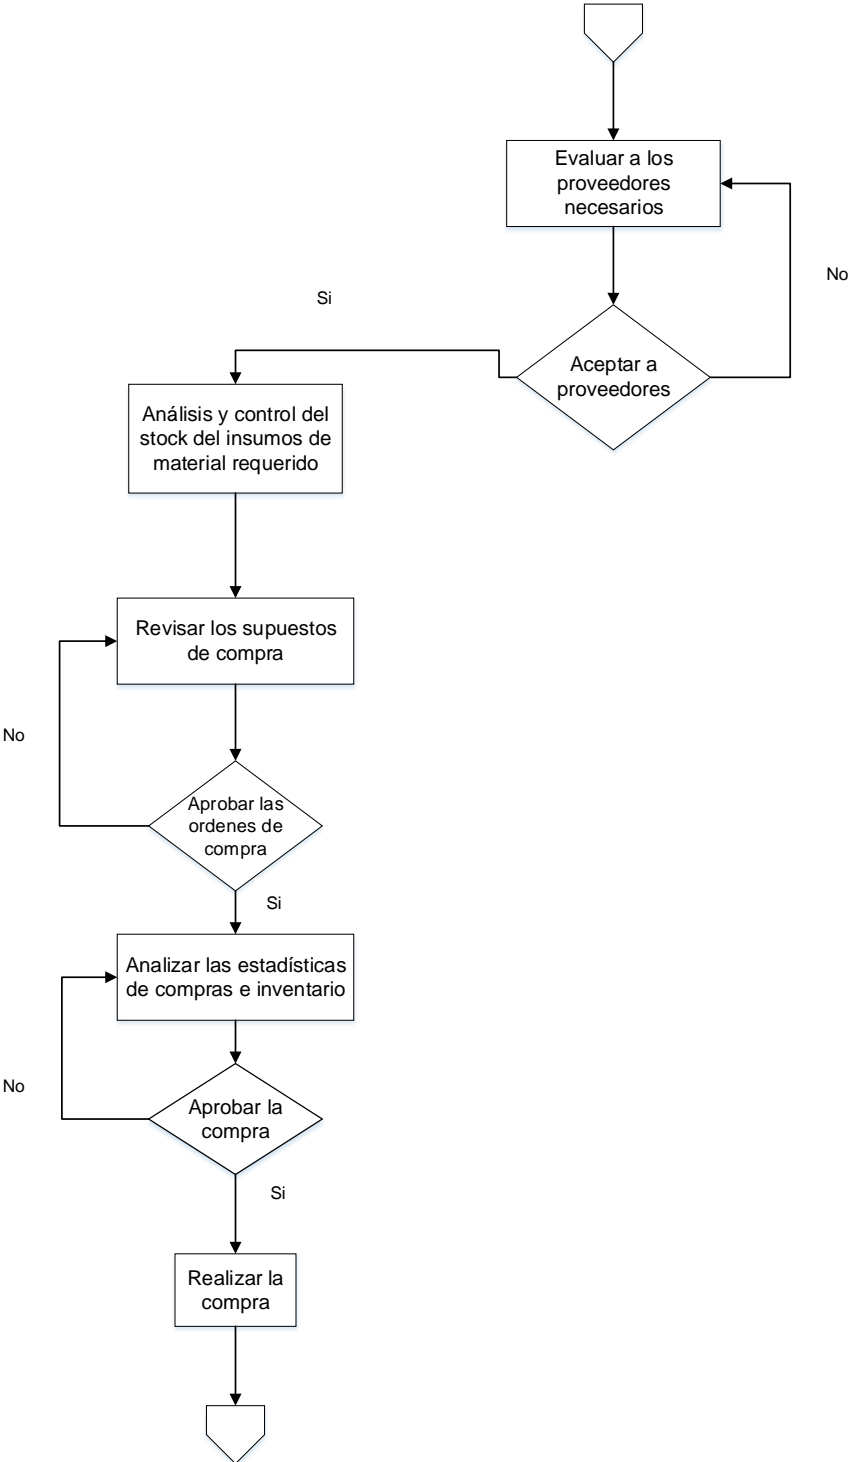 Evaluar a los
proveedores
necesarios
No
Si
Aceptar a
proveedores
Análisis y control del
stock del insumos de
material requerido
Revisar los supuestos
de compra
No
Aprobar las
ordenes de
compra
Si
Analizar las estadísticas
de compras e inventario
No
Aprobar la
compra
Si
Realizar la
compra